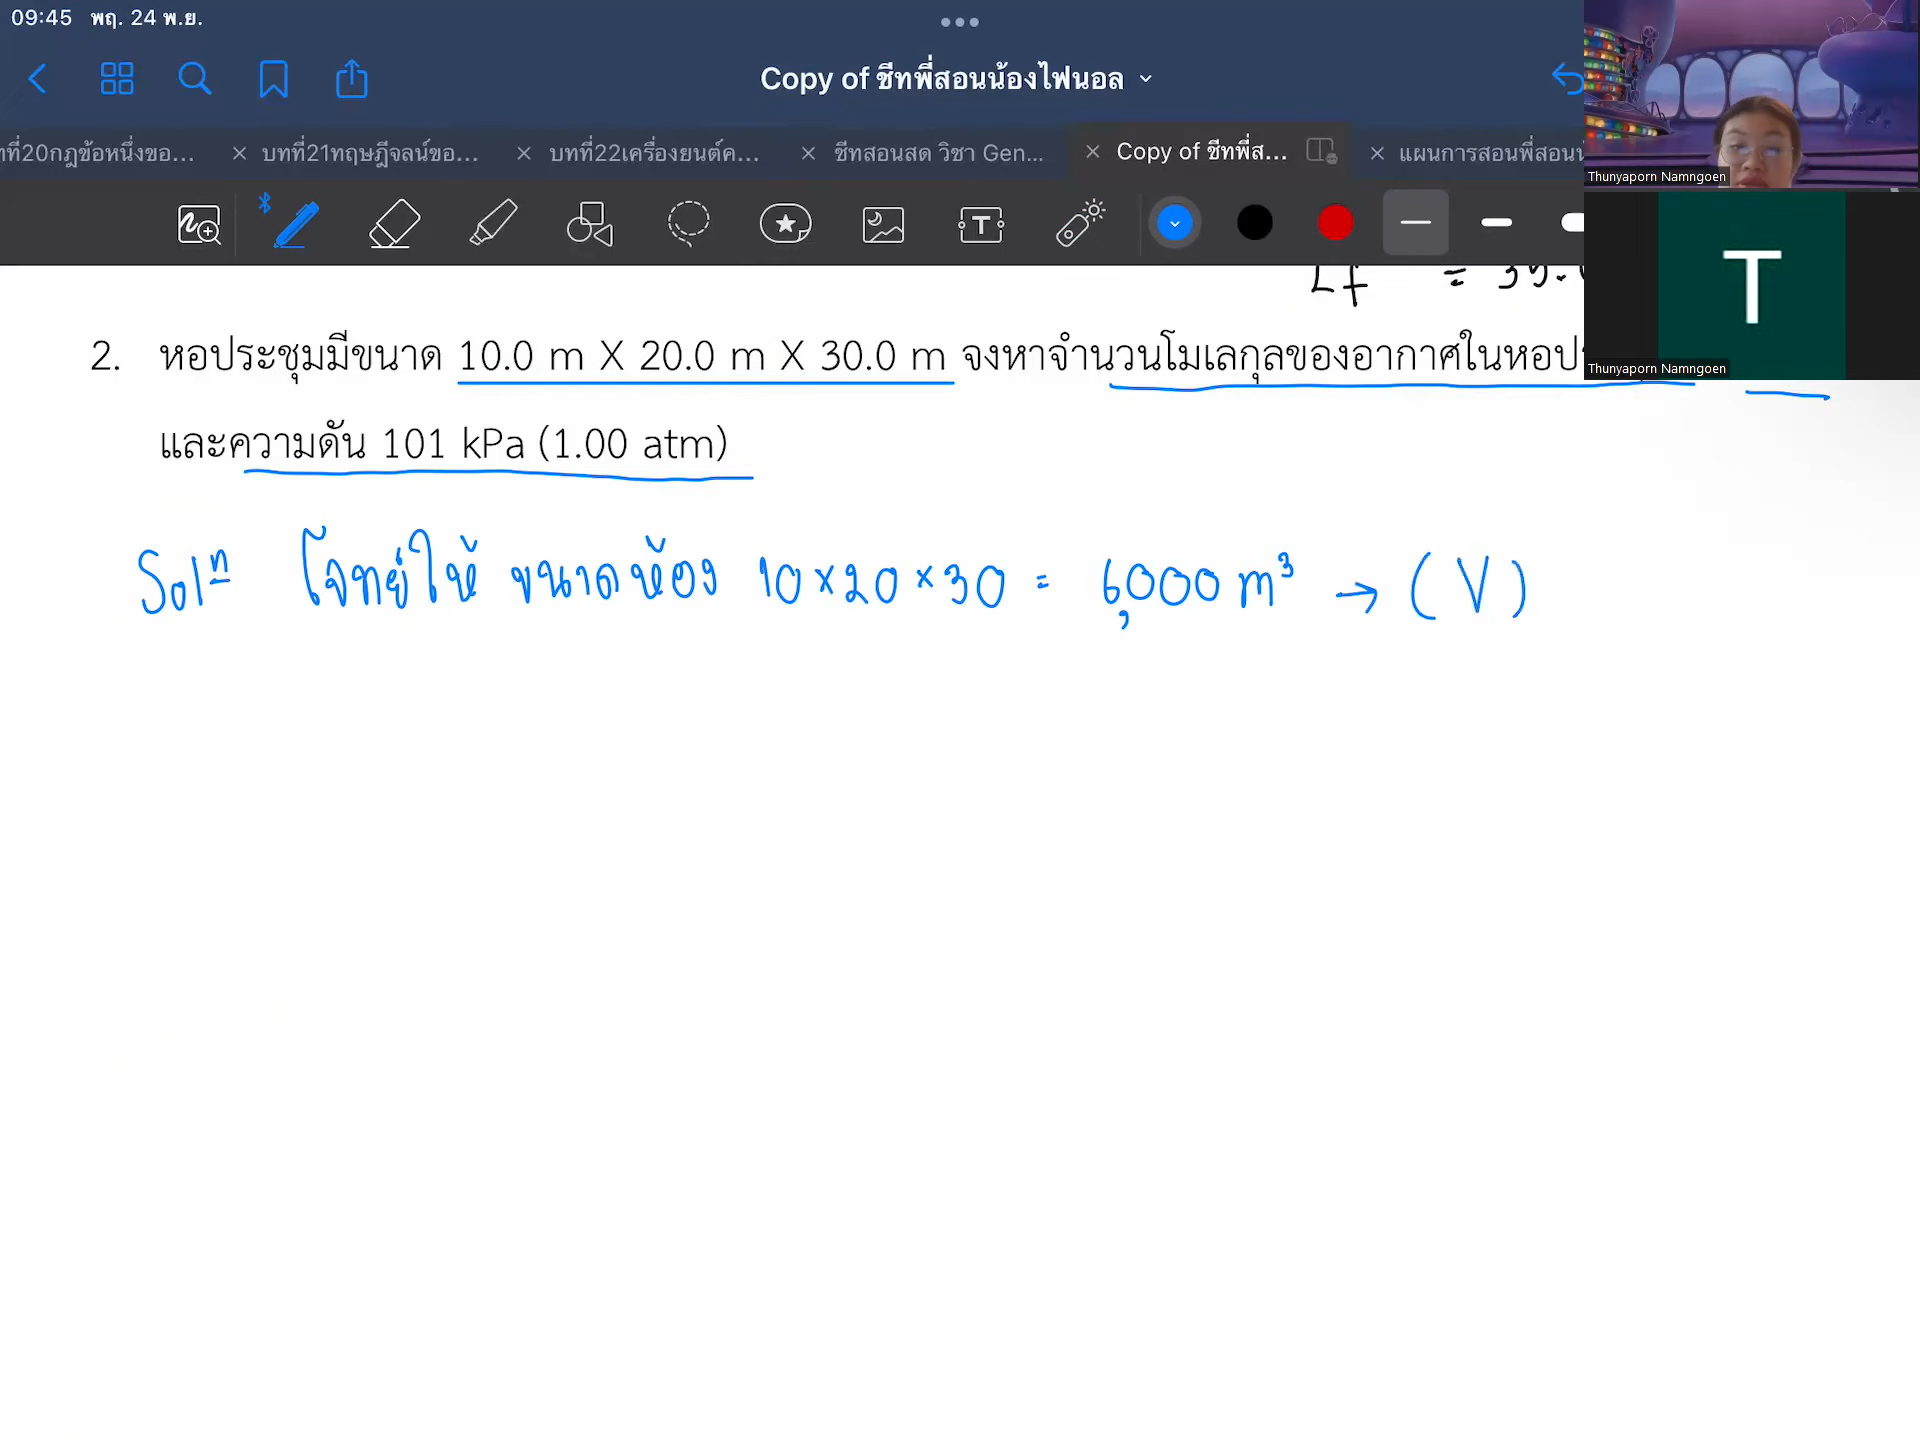 09:45 พฤ. 24 พ.ย.
Copy of ชีทพี่สอนน้องไฟนอล
ที่20กฎข้อหนึ่งขอ... บทที่21ทฤษฎีจลน์ขอ... บทที่22เครื่องยนต์ค... ชีทสอนสด วิชา Gen... Copy of ชีทพี่ส... แผนการสอนพี่สอน
Thunyaporn Namngoen
T
Thunyaporn Namngoen
2. หอประชุมมีขนาด 10.0 m X 20.0 m X 30.0 m จงหาจำนวนโมเลกุลของอากาศในหอป
และความดัน 101 kPa (1.00 atm)
Solⁿ โจทย์ให้ ขนาดห้อง 10 × 20 × 30 = 6,000 m³ → (V)